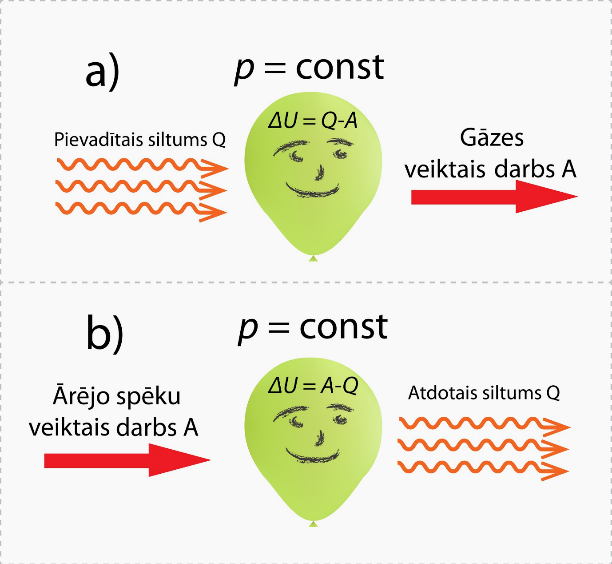 a)
p = const
ΔU = Q-A
Pievadītais siltums Q
Gāzes
veiktais darbs A
b)
p = const
ΔU = A-Q
Ārējo spēku
veiktais darbs A
Atdotais siltums Q